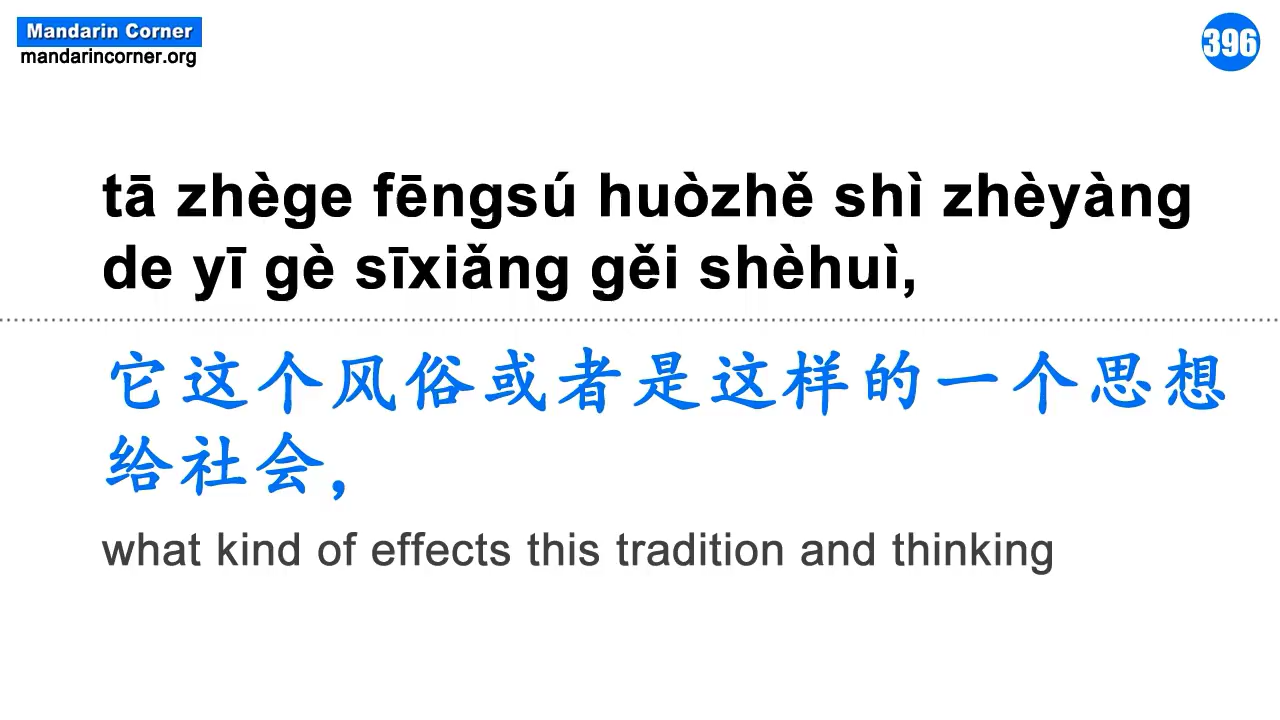 Mandarin Corner
mandarincorner.org
396
tā zhège fēngsú huòzhě shì zhèyàng
de yī gè sīxiǎng gěi shèhuì,
它这个风俗或者是这样的一个思想
给社会,
what kind of effects this tradition and thinking